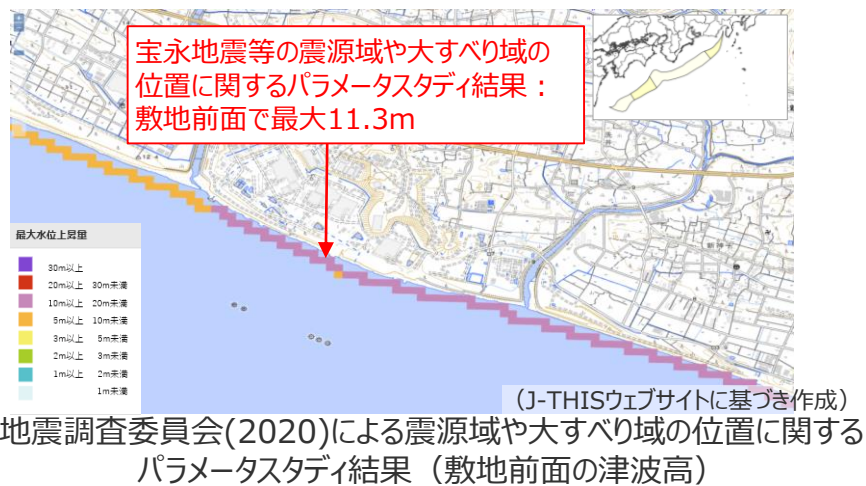 宝永地震等の震源域や大すべり域の
位置に関するパラメータスタディ結果：
敷地前面で最大11.3m
最大水位上昇量
30m以上
20m以上 30m未満
10m以上 20m未満
5m以上 10m未満
3m以上 5m未満
2m以上 3m未満
1m以上 2m未満
1m未満
（J-THISウェブサイトに基づき作成）
地震調査委員会(2020)による震源域や大すべり域の位置に関する
パラメータスタディ結果（敷地前面の津波高）